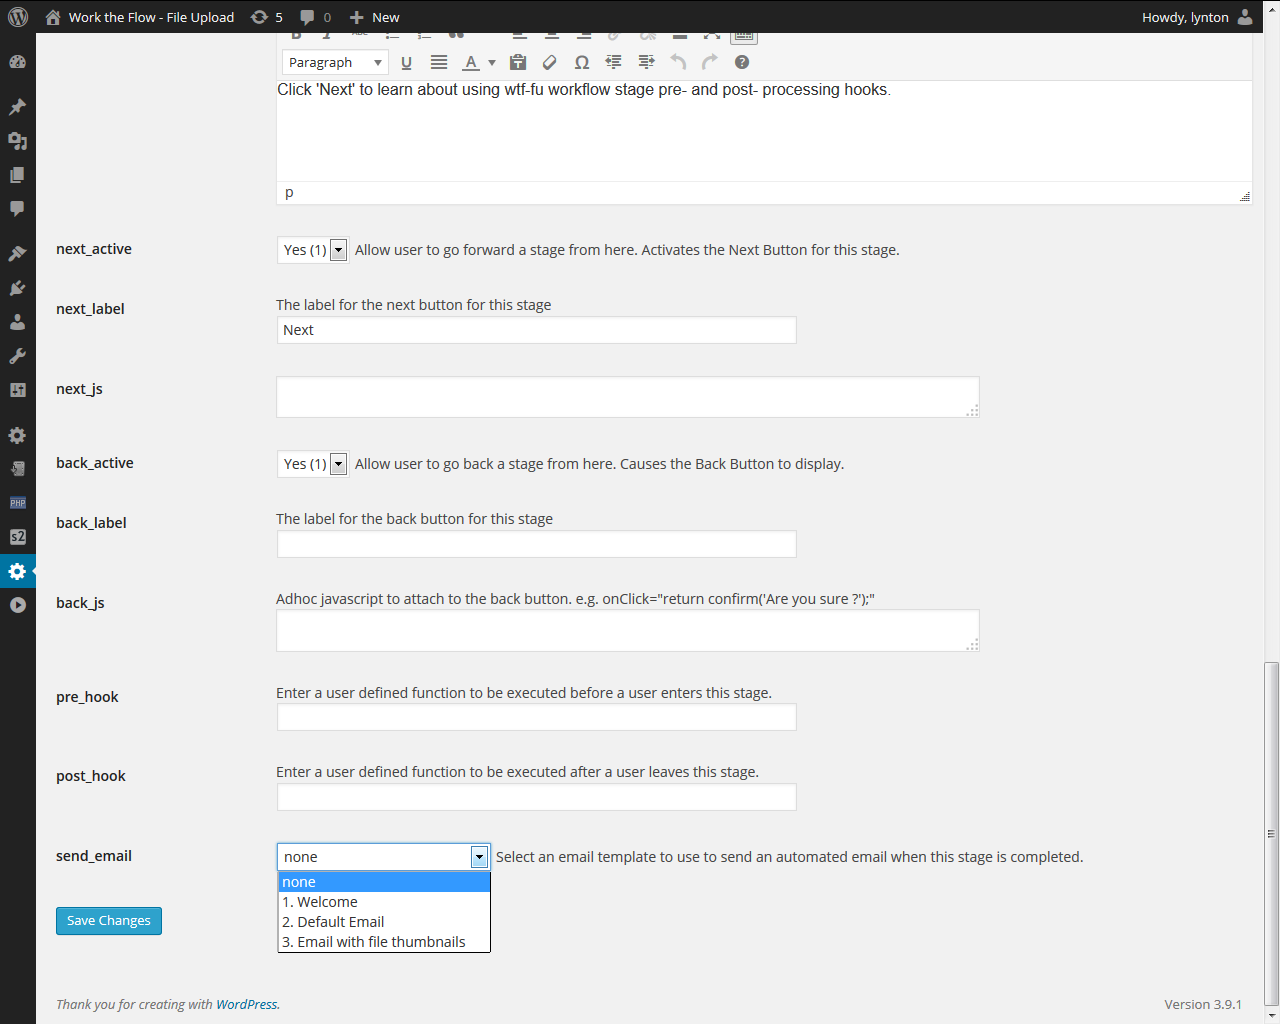 Work the Flow - File Upload 5 0 New Howdy, lynton
Paragraph
Click 'Next' to learn about using wtf-fu workflow stage pre- and post- processing hooks.
p
next_active Yes (1) Allow user to go forward a stage from here. Activates the Next Button for this stage.
The label for the next button for this stage
next_label
Next
next_js
back_active Yes (1) Allow user to go back a stage from here. Causes the Back Button to display.
The label for the back button for this stage
back_label
PHP
s2
Adhoc javascript to attach to the back button. e.g. onClick="return confirm('Are you sure ?');"
back_js
Enter a user defined function to be executed before a user enters this stage.
pre_hook
Enter a user defined function to be executed after a user leaves this stage.
post_hook
send_email none Select an email template to use to send an automated email when this stage is completed.
none
1. Welcome
2. Default Email
3. Email with file thumbnails
Save Changes
Thank you for creating with WordPress. Version 3.9.1